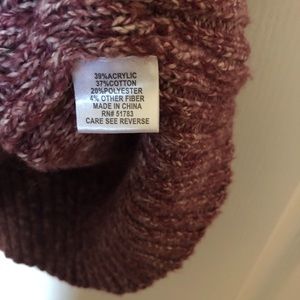 39%ACRYLIC
37%COTTON
20%POLYESTER
4% OTHER FIBER
MADE IN CHINA
RN# 51783
CARE SEE REVERSE